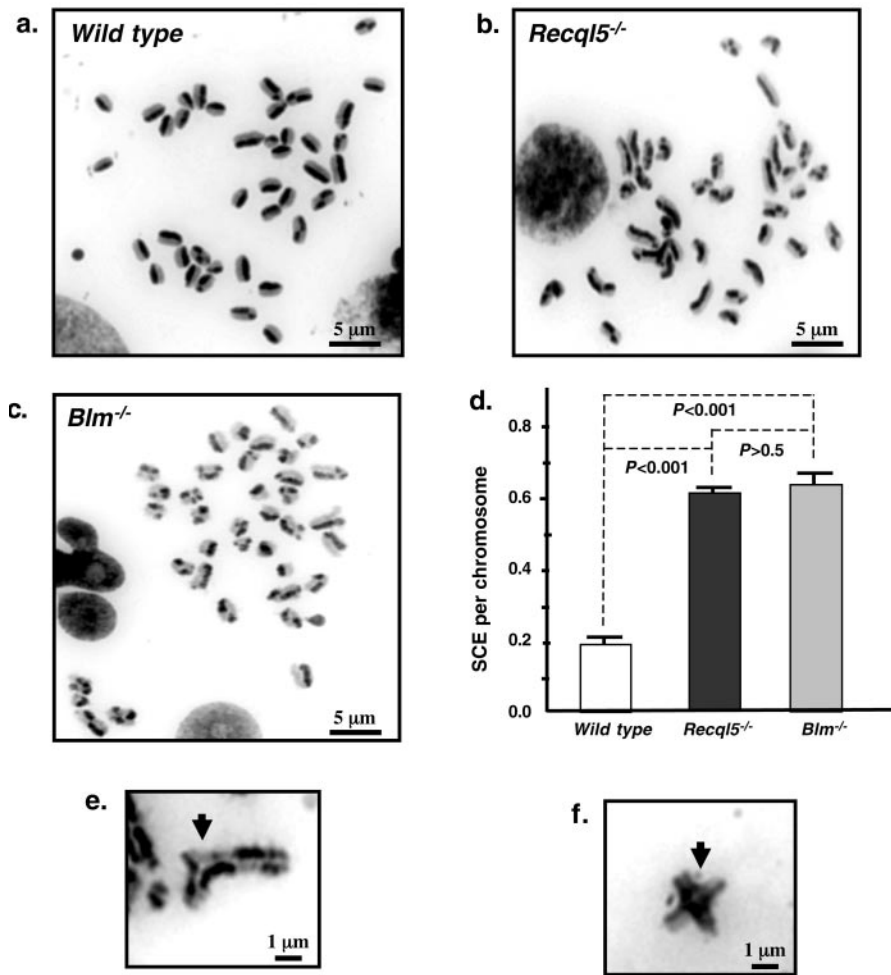 a.
Wild type
5 μm
b.
Recql5-/-
5 μm
c.
Blm-/-
5 μm
d.
SCE per chromosome
0.8
0.6
0.4
0.2
0.0
P<0.001
P<0.001
P>0.5
Wild type Recql5-/- Blm-/-
e.
1 μm
f.
1 μm